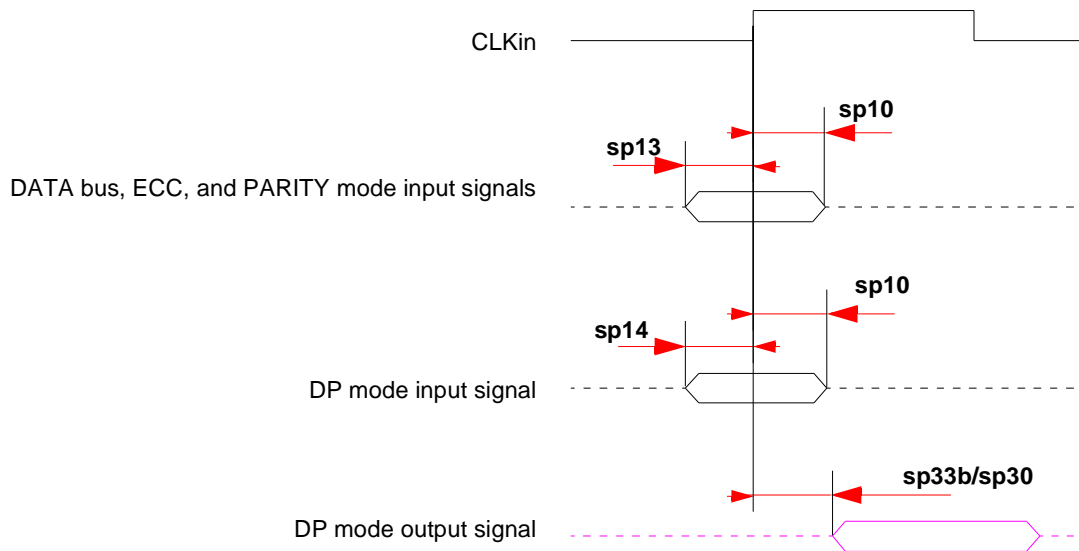 CLKin
sp10
sp13
DATA bus, ECC, and PARITY mode input signals
sp10
sp14
DP mode input signal
sp33b/sp30
DP mode output signal